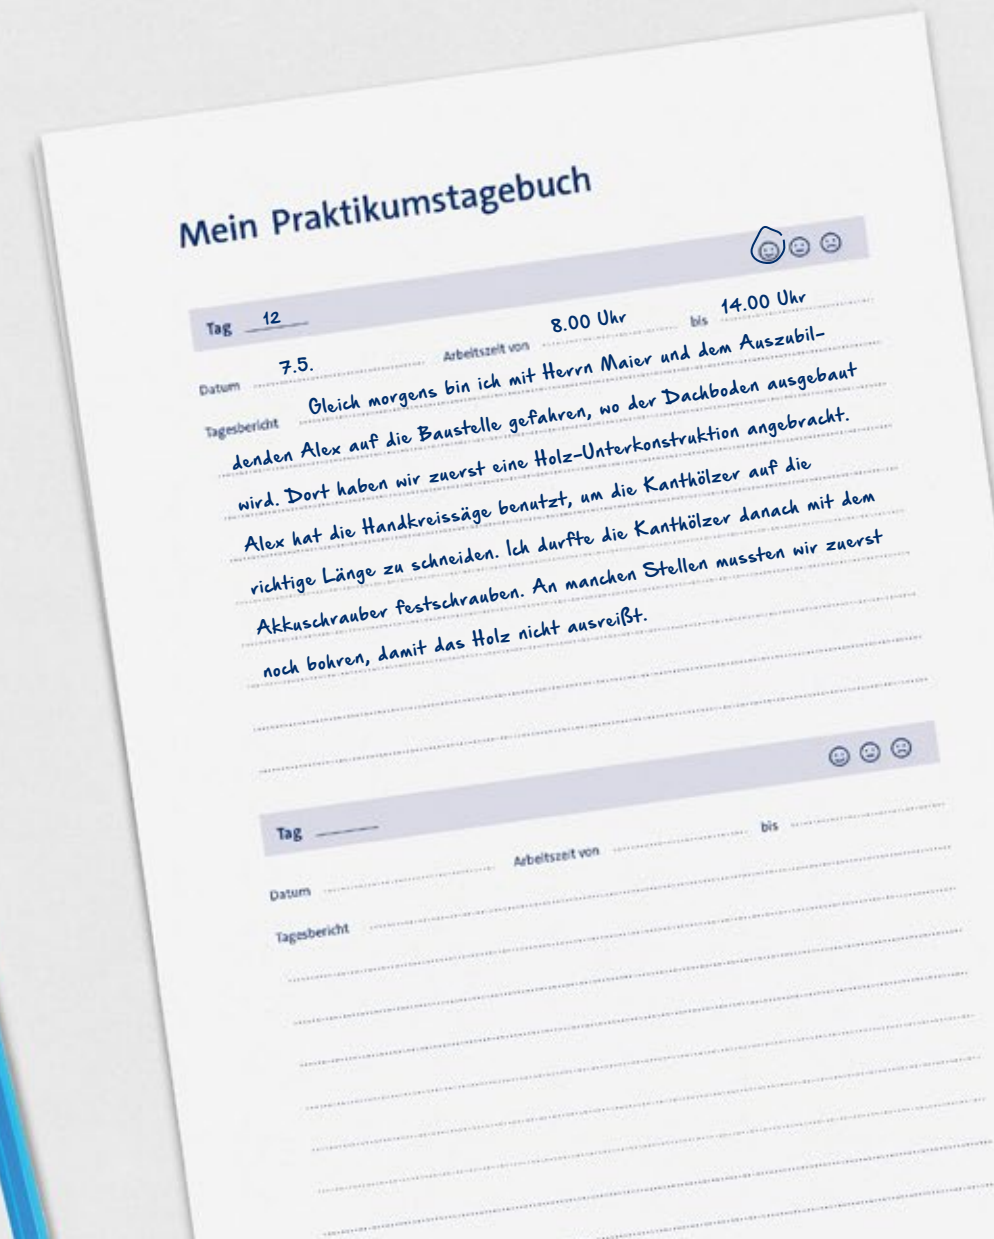 Mein Praktikumstagebuch
Tag 12
Datum 7.5. Arbeitszeit von 8.00 Uhr bis 14.00 Uhr
Tagesbericht Gleich morgens bin ich mit Herrn Maier und dem Auszubil-
denden Alex auf die Baustelle gefahren, wo der Dachboden ausgebaut
wird. Dort haben wir zuerst eine Holz-Unterkonstruktion angebracht.
Alex hat die Handkreissäge benutzt, um die Kanthölzer auf die
richtige Länge zu schneiden. Ich durfte die Kanthölzer danach mit dem
Akkuschrauber festschrauben. An manchen Stellen mussten wir zuerst
noch bohren, damit das Holz nicht ausreißt.
Tag
Datum Arbeitszeit von bis
Tagesbericht